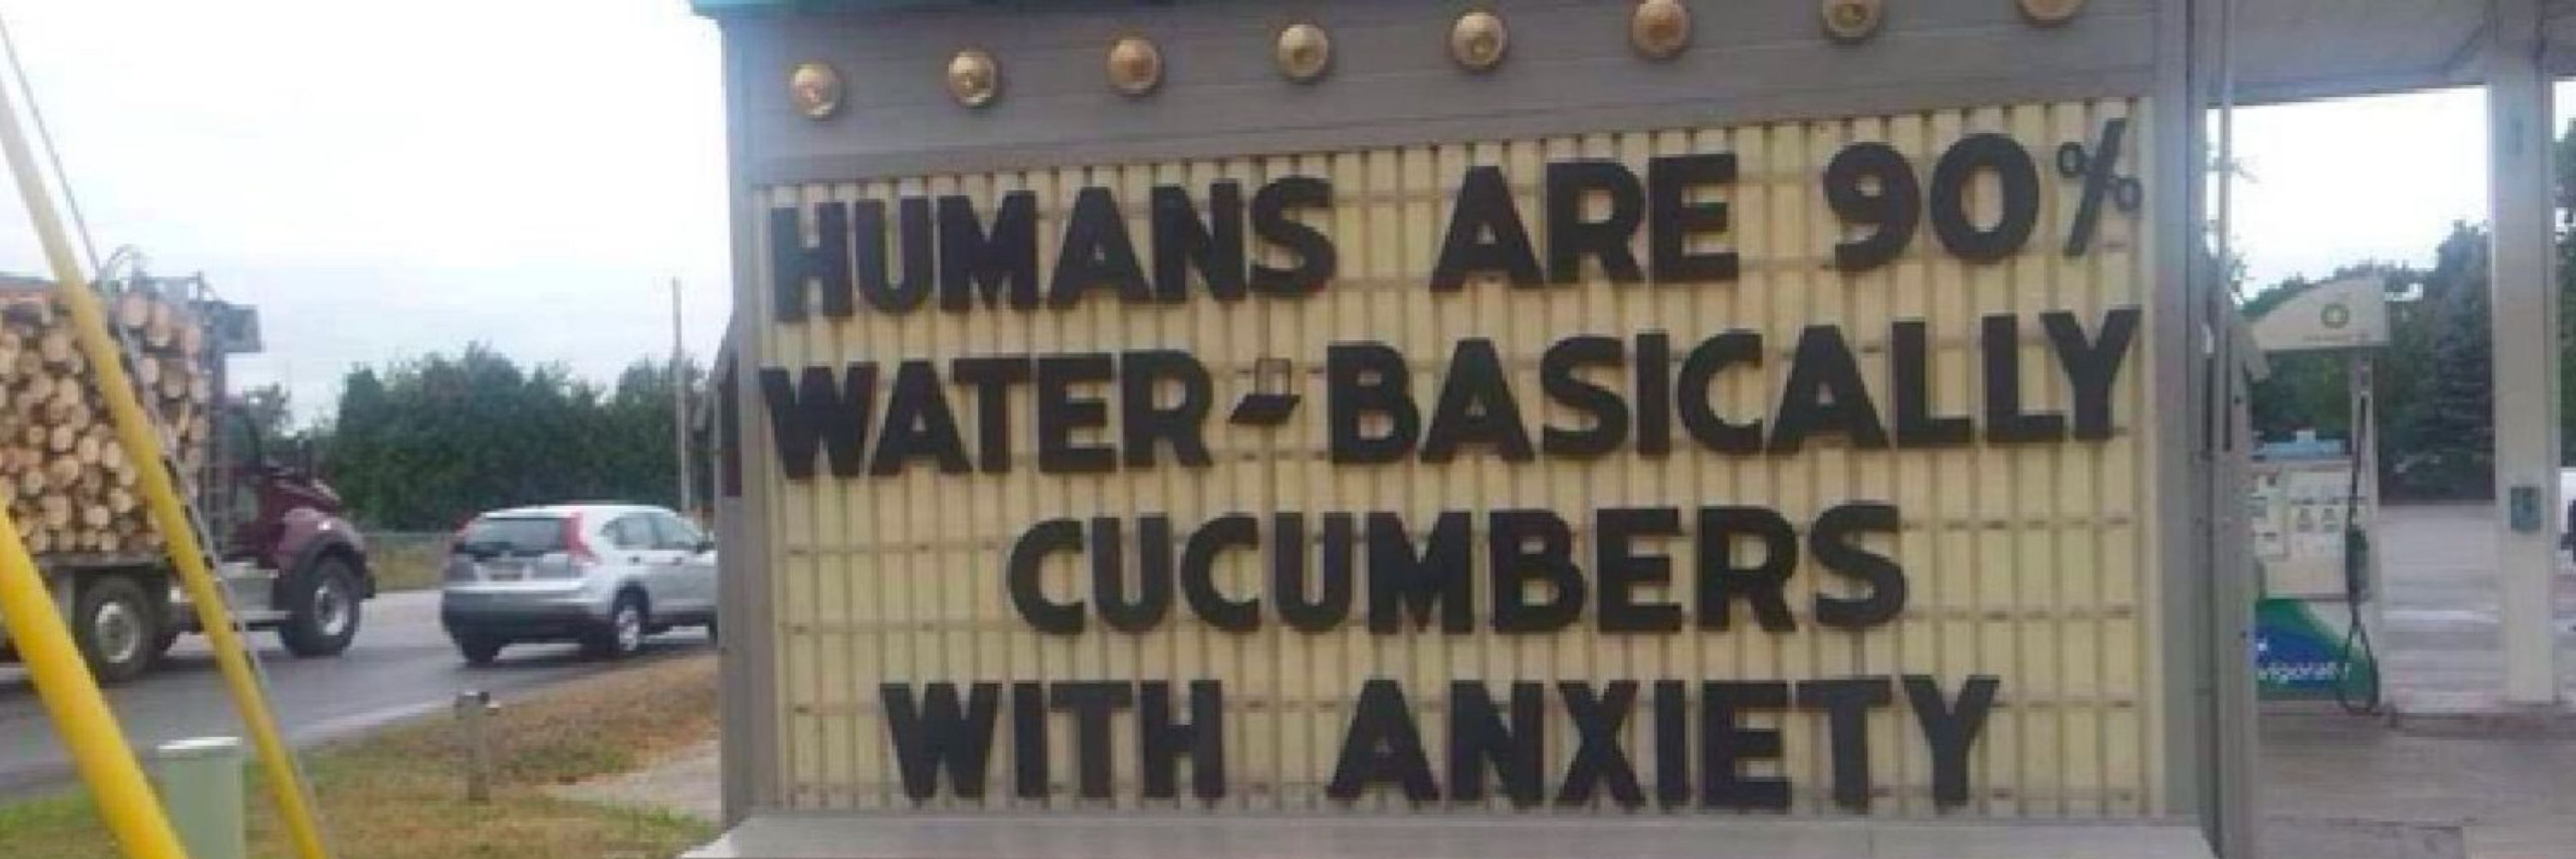 HUMANS ARE 90%
WATER-BASICALLY
CUCUMBERS
WITH ANXIETY